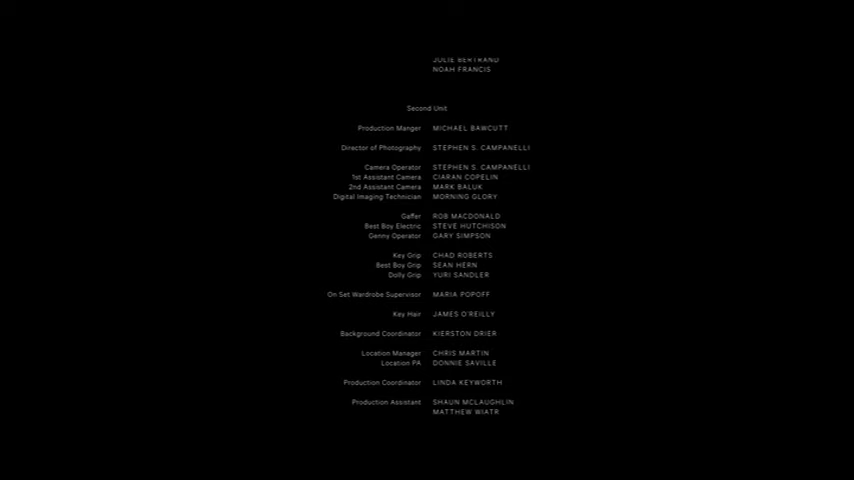 JULIE BERTRAND
NOAH FRANCIS
Second Unit
Production Manger MICHAEL BAWCUTT
Director of Photography STEPHEN S. CAMPANELLI
Camera Operator STEPHEN S. CAMPANELLI
1st Assistant Camera CIARAN COPELIN
2nd Assistant Camera MARK BALUK
Digital Imaging Technician MORNING GLORY
Gaffer ROB MACDONALD
Best Boy Electric STEVE HUTCHISON
Genny Operator GARY SIMPSON
Key Grip CHAD ROBERTS
Best Boy Grip SEAN HERN
Dolly Grip YURI SANDLER
On Set Wardrobe Supervisor MARIA POPOFF
Key Hair JAMES O'REILLY
Background Coordinator KIERSTON DRIER
Location Manager CHRIS MARTIN
Location PA DONNIE SAVILLE
Production Coordinator LINDA KEYWORTH
Production Assistant SHAUN MCLAUGHLIN
MATTHEW WIATR